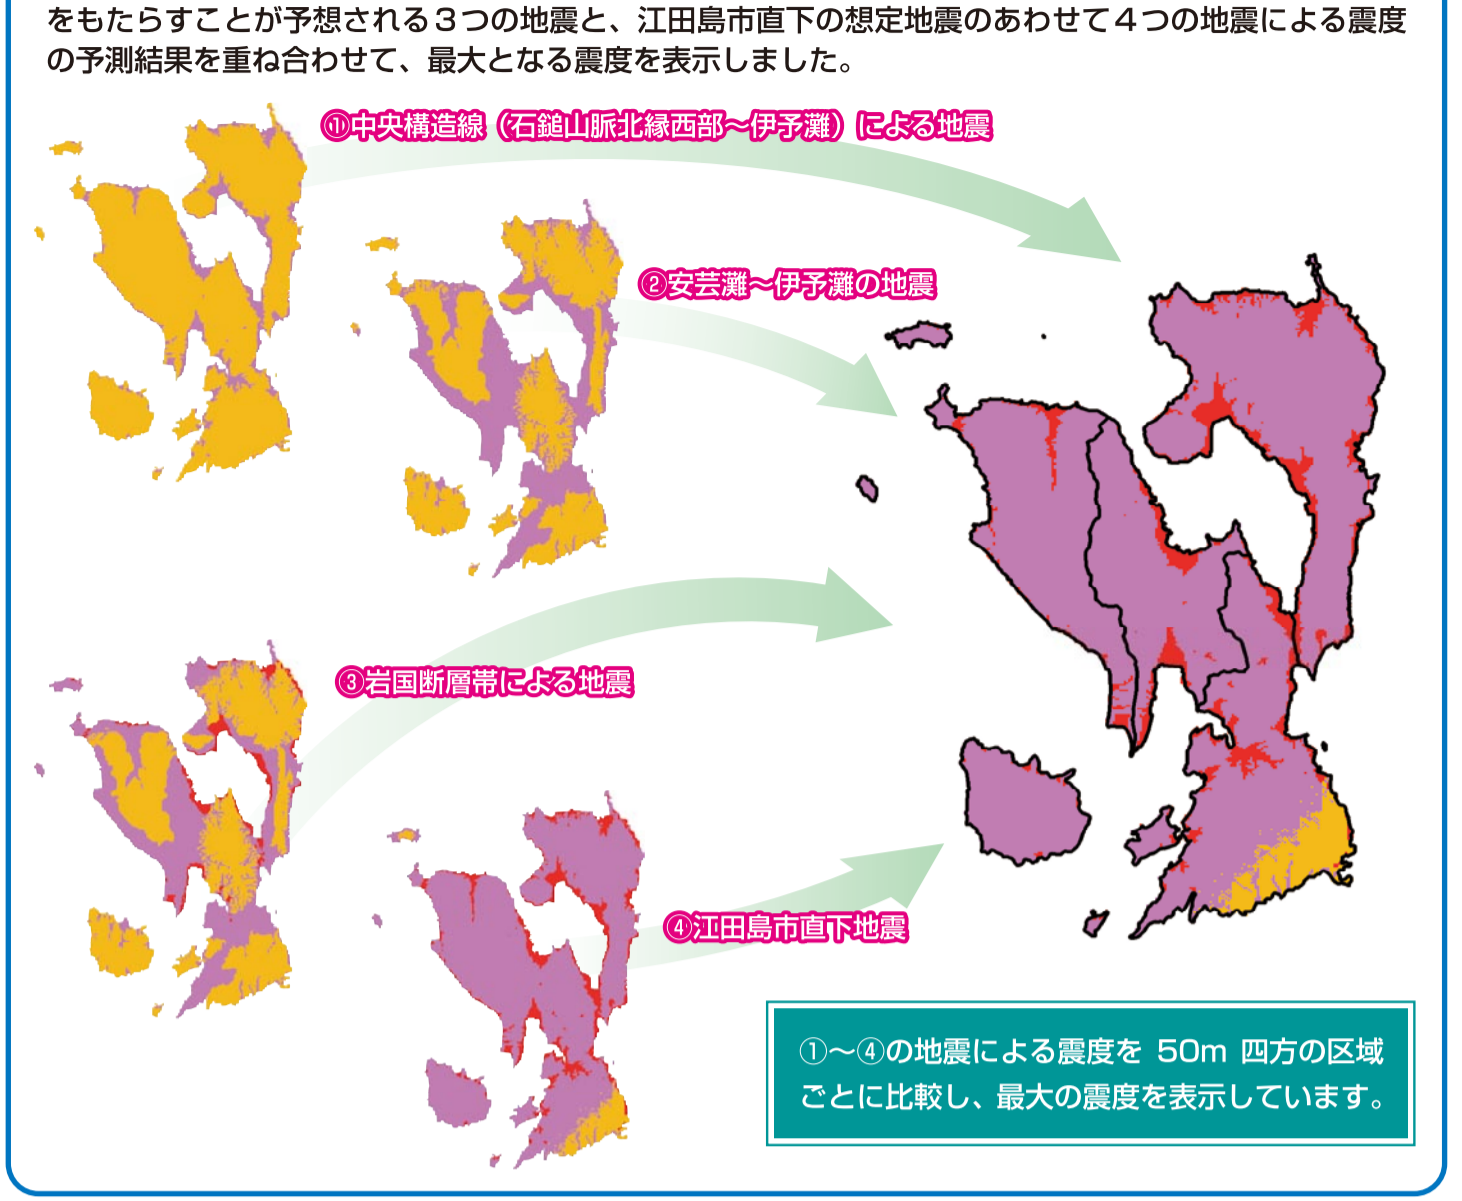 をもたらすことが予想される３つの地震と、江田島市直下の想定地震のあわせて４つの地震による震度
の予測結果を重ね合わせて、最大となる震度を表示しました。
①中央構造線（石鎚山脈北縁西部～伊予灘）による地震
②安芸灘～伊予灘の地震
③岩国断層帯による地震
④江田島市直下地震
①～④の地震による震度を 50m 四方の区域
ごとに比較し、最大の震度を表示しています。